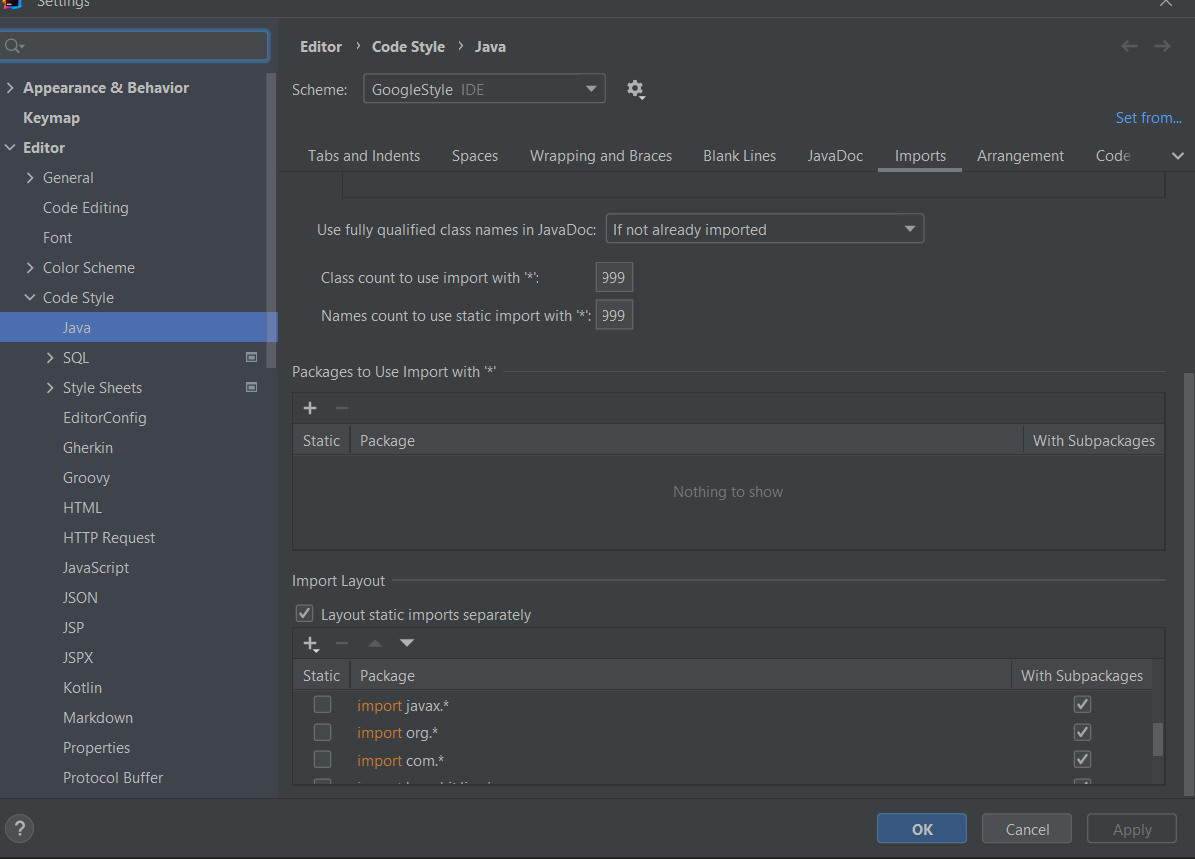 Settings
Editor › Code Style › Java
Scheme: GoogleStyle IDE
Set from...
Tabs and Indents Spaces Wrapping and Braces Blank Lines JavaDoc Imports Arrangement Code
Appearance & Behavior
Keymap
Editor
General
Code Editing
Font
Color Scheme
Code Style
Java
SQL
Style Sheets
EditorConfig
Gherkin
Groovy
HTML
HTTP Request
JavaScript
JSON
JSP
JSPX
Kotlin
Markdown
Properties
Protocol Buffer
Use fully qualified class names in JavaDoc: If not already imported
Class count to use import with '*': 999
Names count to use static import with '*': 999
Packages to Use Import with '*'
Static Package With Subpackages
Nothing to show
Import Layout
Layout static imports separately
Static Package With Subpackages
import javax.*
import org.*
import com.*
?
OK Cancel Apply